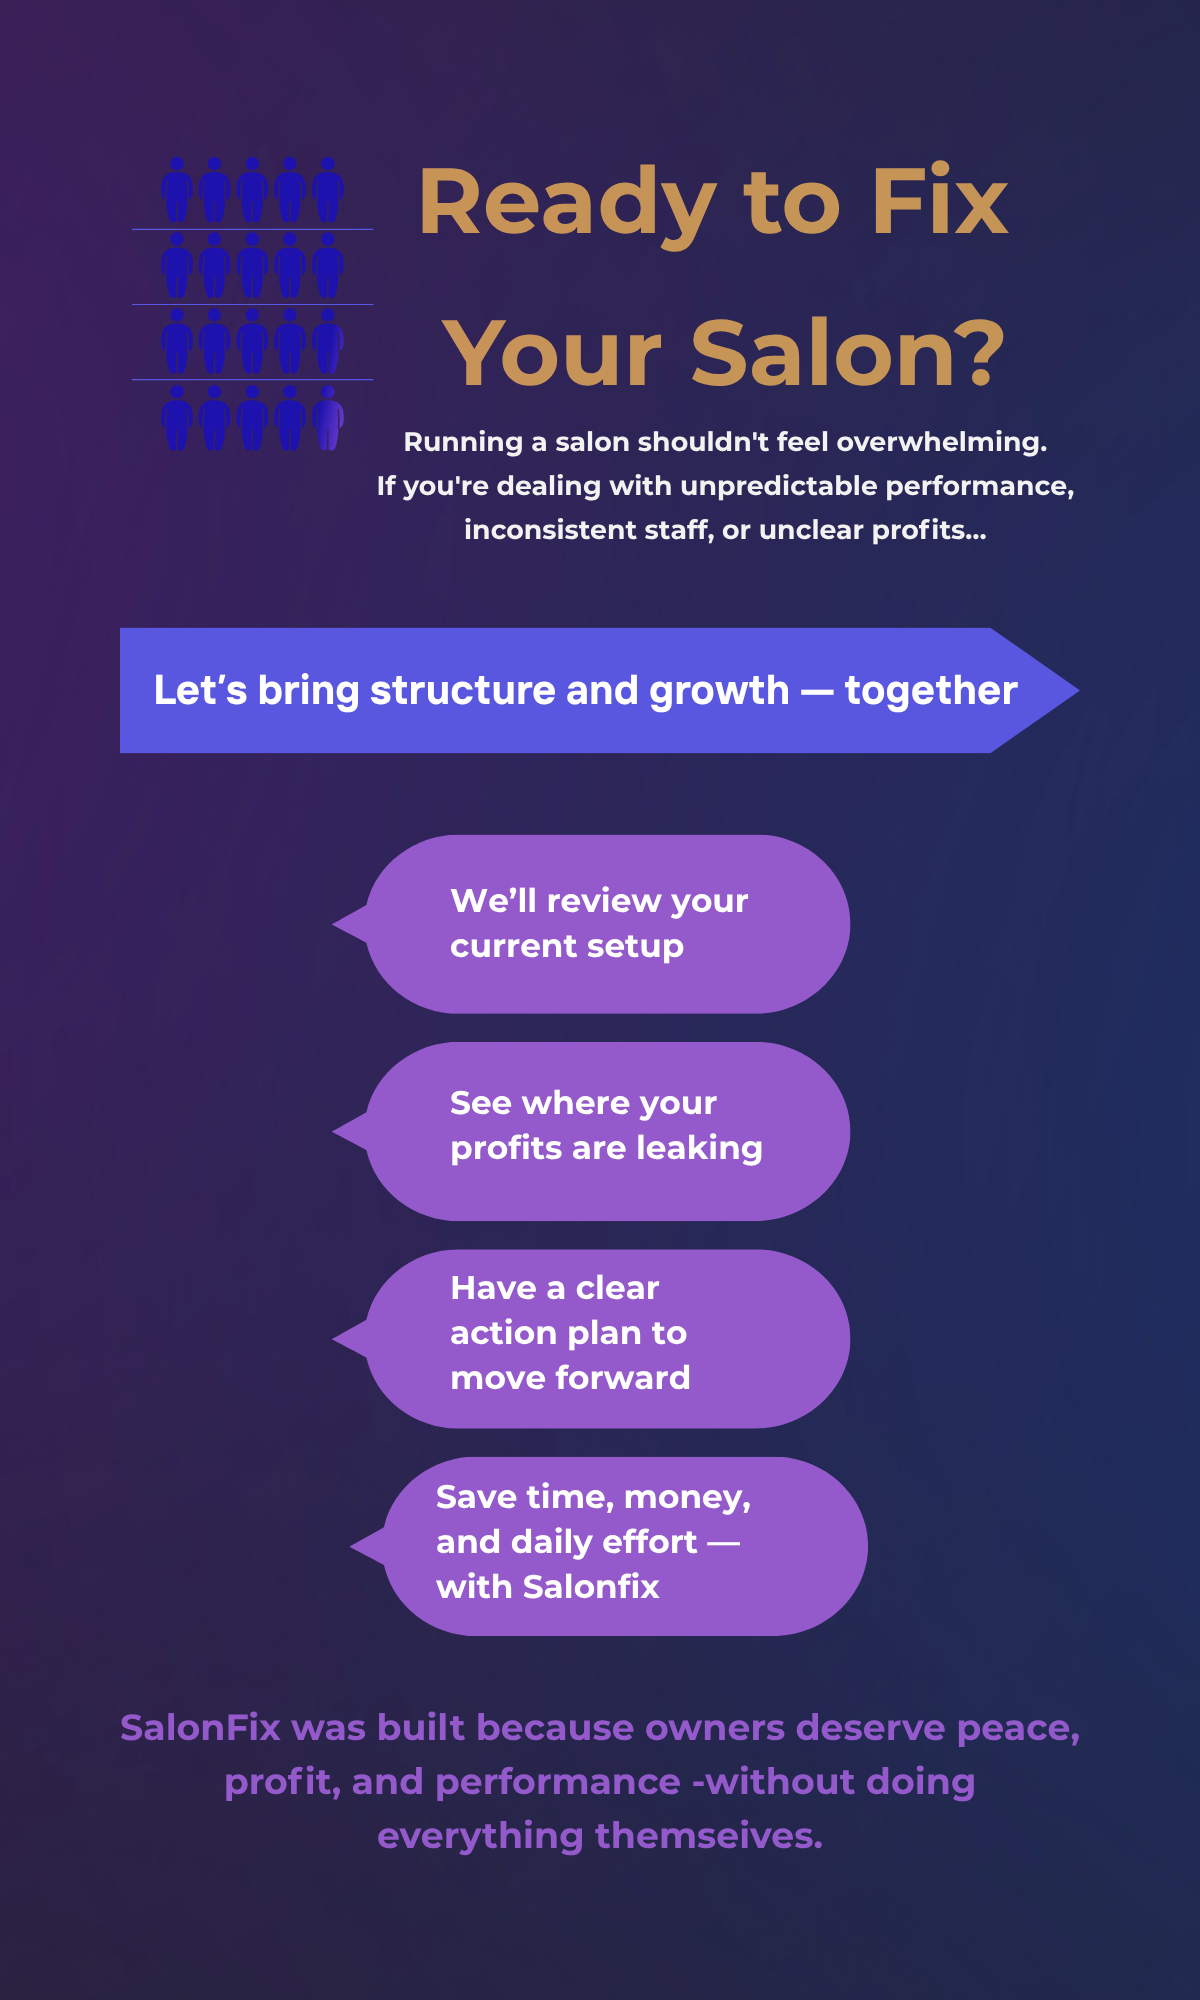 Ready to Fix
Your Salon?
Running a salon shouldn't feel overwhelming.
If you're dealing with unpredictable performance,
inconsistent staff, or unclear profits...
Let’s bring structure and growth — together
We’ll review your
current setup
See where your
profits are leaking
Have a clear
action plan to
move forward
Save time, money,
and daily effort —
with Salonfix
SalonFix was built because owners deserve peace,
profit, and performance -without doing
everything themseives.